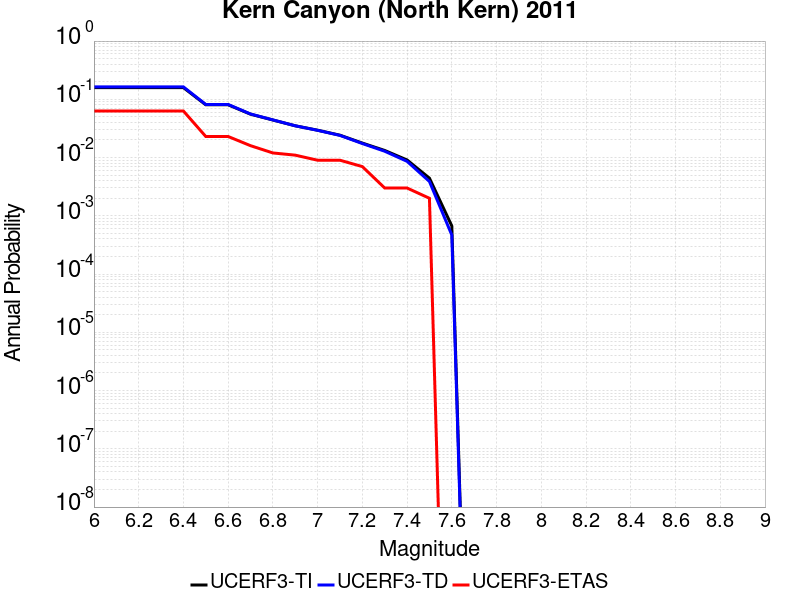 Kern Canyon (North Kern) 2011
Annual Probability
10^0
10^-1
10^-2
10^-3
10^-4
10^-5
10^-6
10^-7
10^-8
6 6.2 6.4 6.6 6.8 7 7.2 7.4 7.6 7.8 8 8.2 8.4 8.6 8.8 9
Magnitude
UCERF3-TI UCERF3-TD UCERF3-ETAS